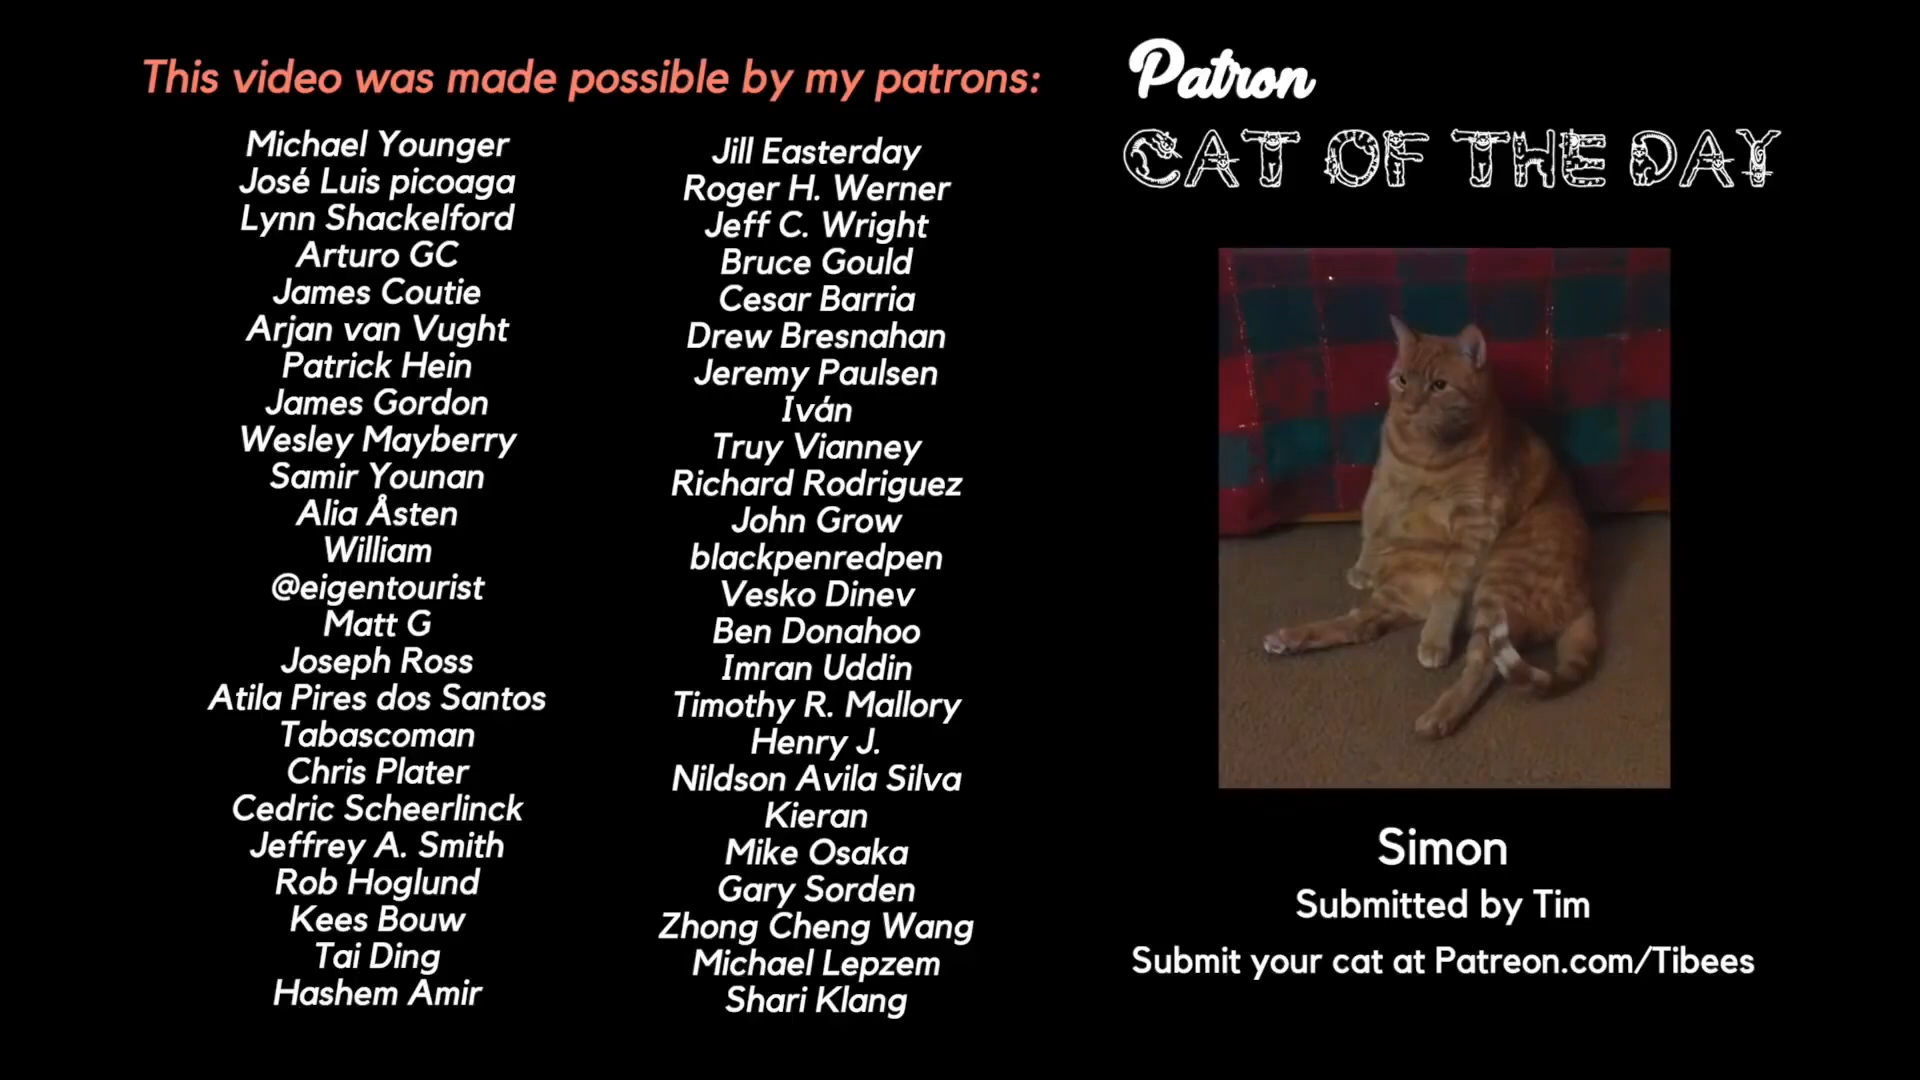 This video was made possible by my patrons:
Michael Younger
José Luis picoaga
Lynn Shackelford
Arturo GC
James Coutie
Arjan van Vught
Patrick Hein
James Gordon
Wesley Mayberry
Samir Younan
Alia Åsten
William
@eigentourist
Matt G
Joseph Ross
Atila Pires dos Santos
Tabascoman
Chris Plater
Cedric Scheerlinck
Jeffrey A. Smith
Rob Hoglund
Kees Bouw
Tai Ding
Hashem Amir
Jill Easterday
Roger H. Werner
Jeff C. Wright
Bruce Gould
Cesar Barria
Drew Bresnahan
Jeremy Paulsen
Iván
Truy Vianney
Richard Rodriguez
John Grow
blackpenredpen
Vesko Dinev
Ben Donahoo
Imran Uddin
Timothy R. Mallory
Henry J.
Nildson Avila Silva
Kieran
Mike Osaka
Gary Sorden
Zhong Cheng Wang
Michael Lepzem
Shari Klang
Patron
CAT OF THE DAY
Simon
Submitted by Tim
Submit your cat at Patreon.com/Tibees